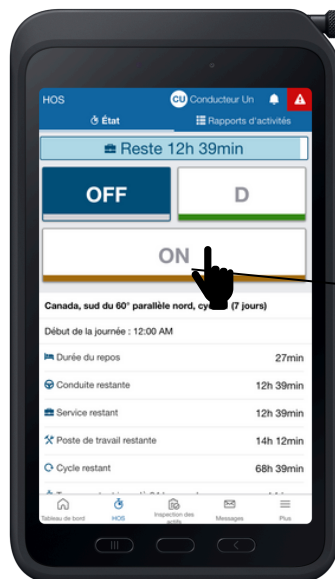 HOS
CU Conducteur Un
État
Rapports d'activités
Reste 12h 39min
OFF
D
ON
Canada, sud du 60° parallèle nord, cy (7 jours)
Début de la journée : 12:00 AM
Durée du repos 27min
Conduite restante 12h 39min
Service restant 12h 39min
Poste de travail restante 14h 12min
Cycle restant 68h 39min
Tableau de bord
HOS
Inspection des actifs
Messages
Plus